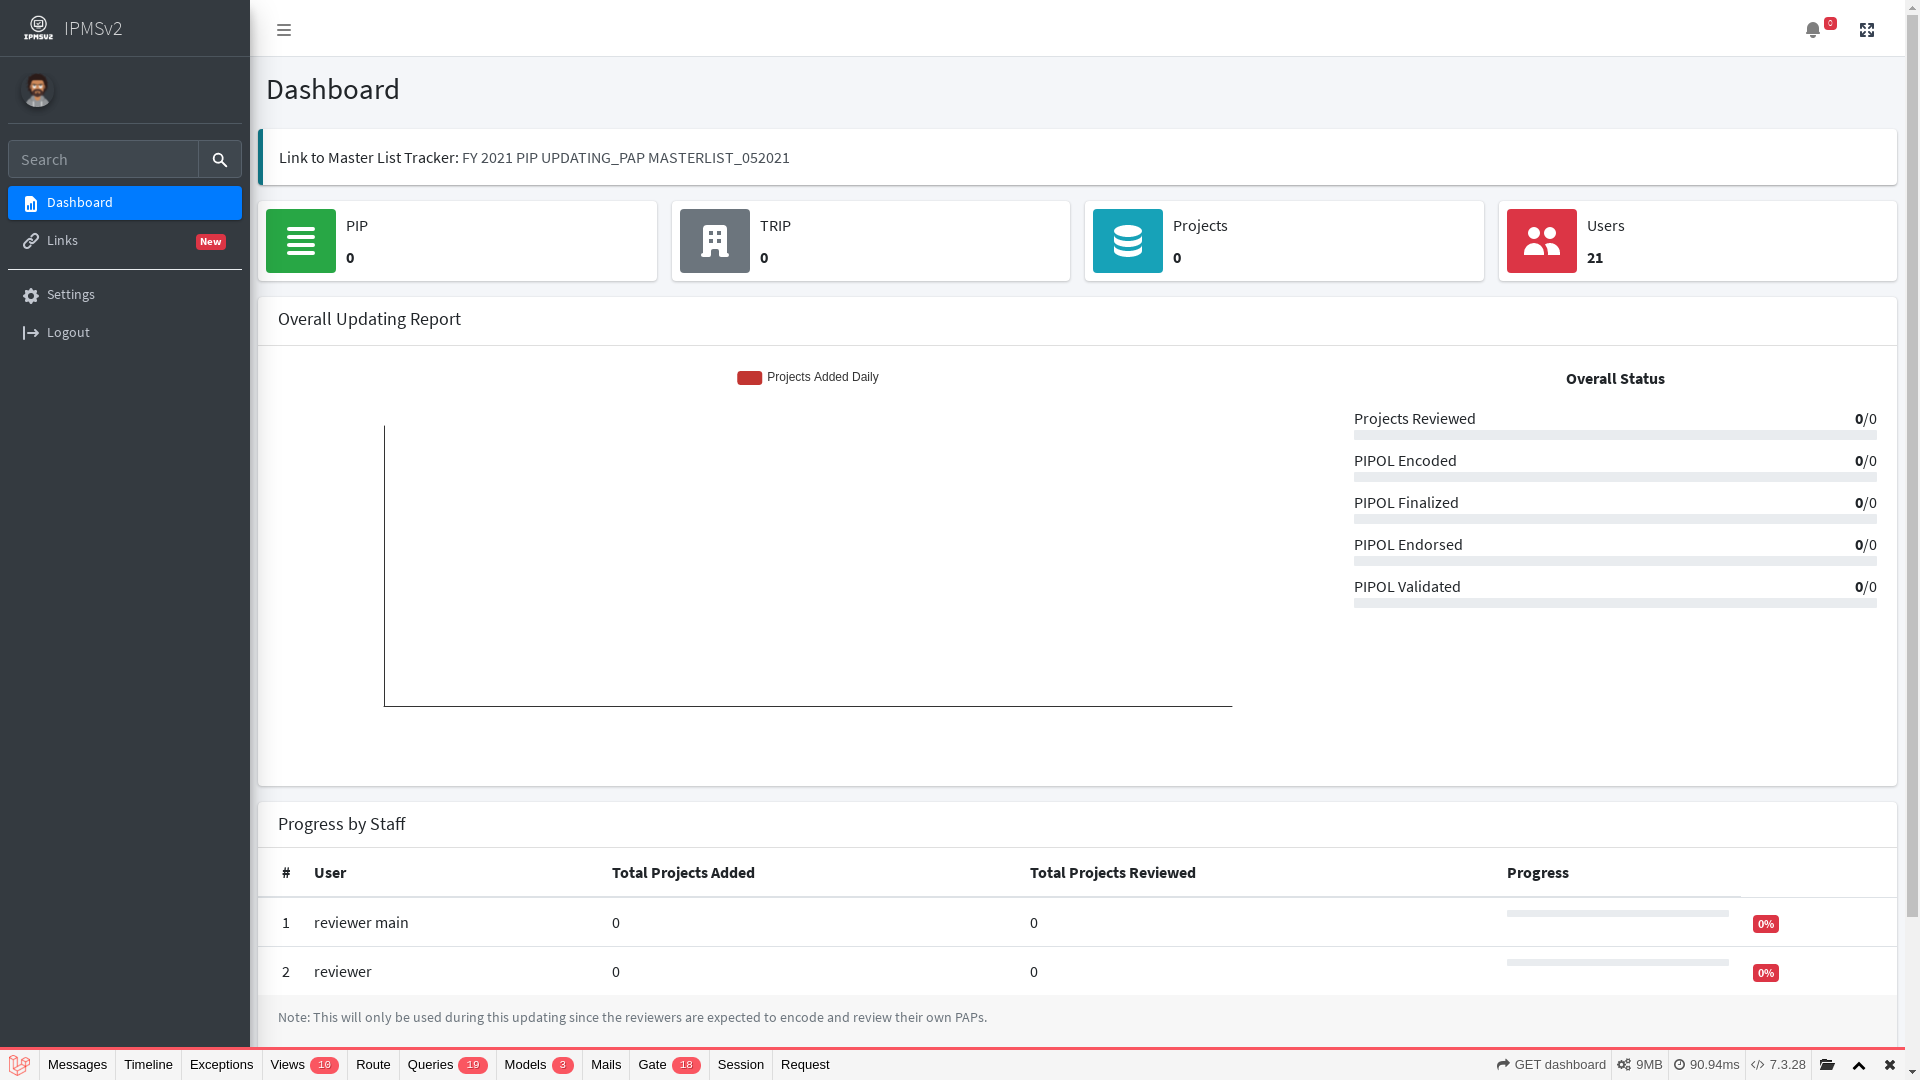 IPMSV2 IPMSv2
0
Dashboard
Search
Link to Master List Tracker: FY 2021 PIP UPDATING_PAP MASTERLIST_052021
Dashboard
Links New
Settings
Logout
PIP
0
TRIP
0
Projects
0
Users
21
Overall Updating Report
Projects Added Daily
Overall Status
Projects Reviewed 0/0
PIPOL Encoded 0/0
PIPOL Finalized 0/0
PIPOL Endorsed 0/0
PIPOL Validated 0/0
Progress by Staff
# User Total Projects Added Total Projects Reviewed Progress
1 reviewer main 0 0 0%
2 reviewer 0 0 0%
Note: This will only be used during this updating since the reviewers are expected to encode and review their own PAPs.
Messages Timeline Exceptions Views 10 Route Queries 19 Models 3 Mails Gate 18 Session Request GET dashboard 9MB 90.94ms 7.3.28